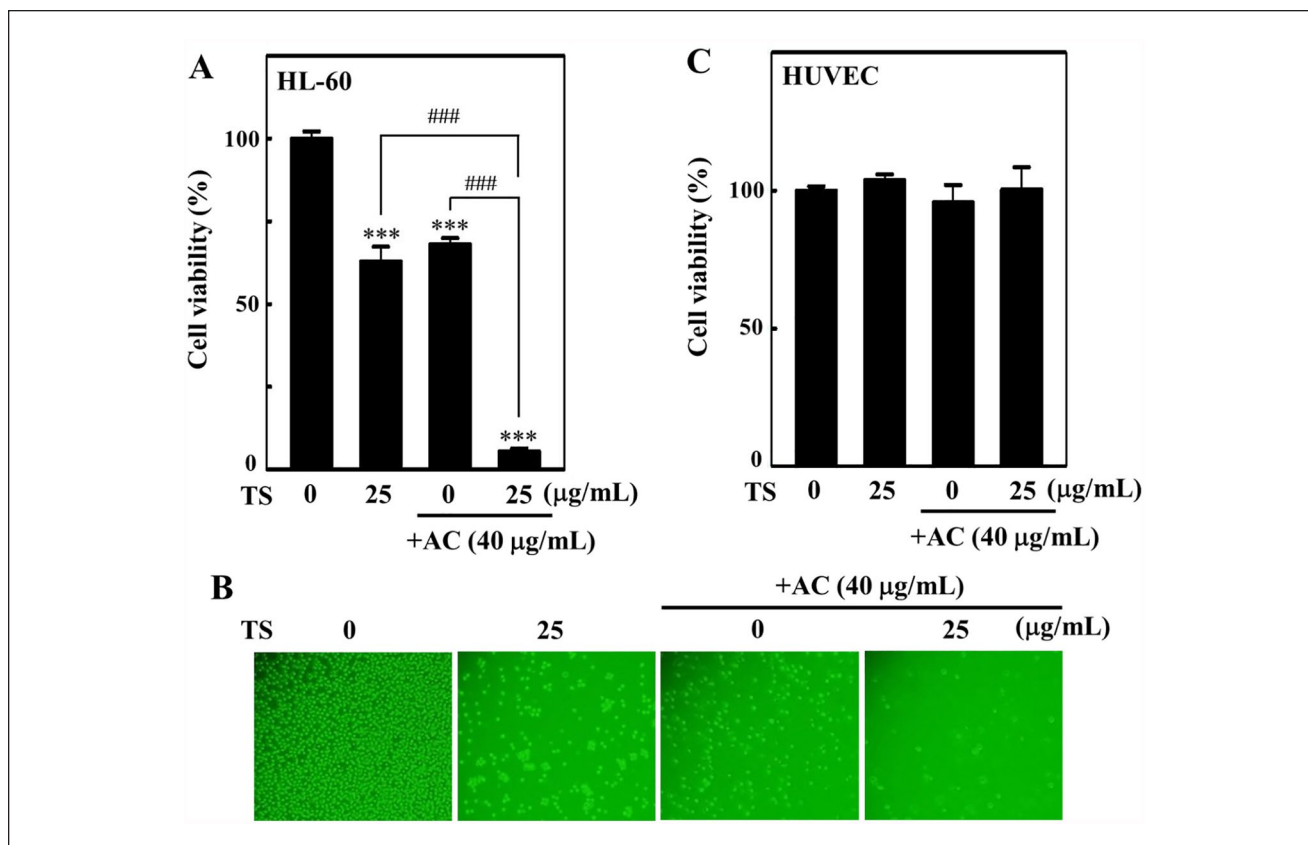 A
HL-60
###
###
***
***
***
100
50
0
Cell viability (%)
TS 0 25 0 25 (μg/mL)
+AC (40 μg/mL)
C
HUVEC
100
50
0
Cell viability (%)
TS 0 25 0 25 (μg/mL)
+AC (40 μg/mL)
B
+AC (40 μg/mL)
TS 0 25 0 25 (μg/mL)